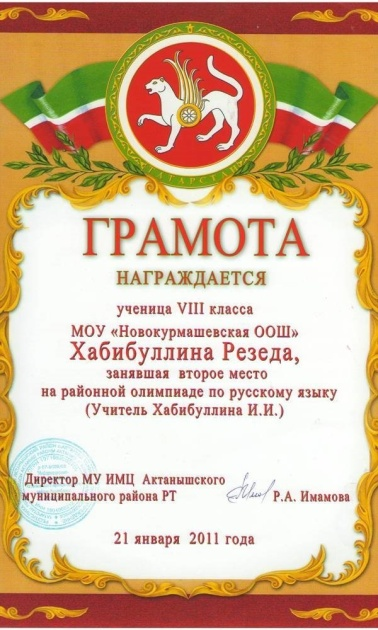 ТАТАРСТАН
ГРАМОТА
НАГРАЖДАЕТСЯ
ученица VIII класса
МОУ «Новокурмашевская ООШ»
Хабибуллина Резеда,
занявшая второе место
на районной олимпиаде по русскому языку
(Учитель Хабибуллина И.И.)
Директор МУ ИМЦ Актанышского
муниципального района РТ Р.А. Имамова
21 января 2011 года